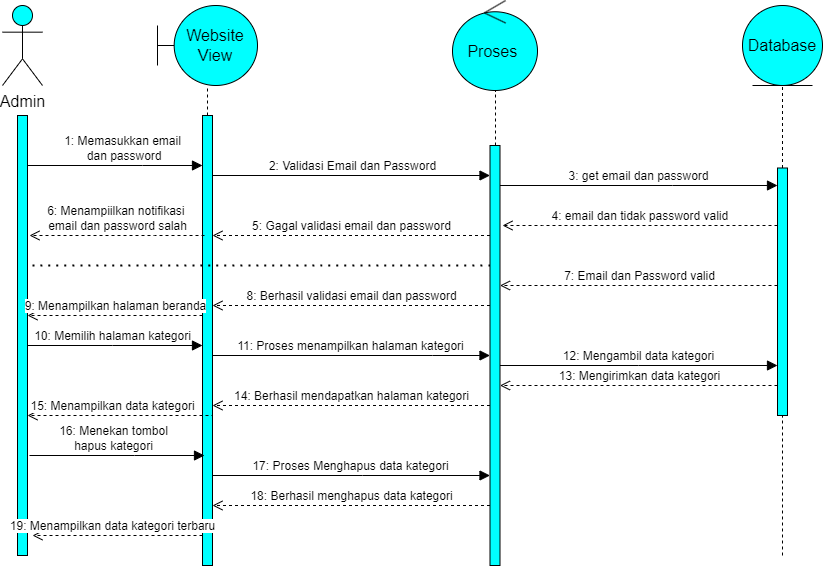 Admin
Website
View
Proses
Database
1: Memasukkan email
dan password
2: Validasi Email dan Password
3: get email dan password
4: email dan tidak password valid
5: Gagal validasi email dan password
6: Menampiilkan notifikasi
email dan password salah
7: Email dan Password valid
8: Berhasil validasi email dan password
9: Menampilkan halaman beranda
10: Memilih halaman kategori
11: Proses menampilkan halaman kategori
12: Mengambil data kategori
13: Mengirimkan data kategori
14: Berhasil mendapatkan halaman kategori
15: Menampilkan data kategori
16: Menekan tombol
hapus kategori
17: Proses Menghapus data kategori
18: Berhasil menghapus data kategori
19: Menampilkan data kategori terbaru